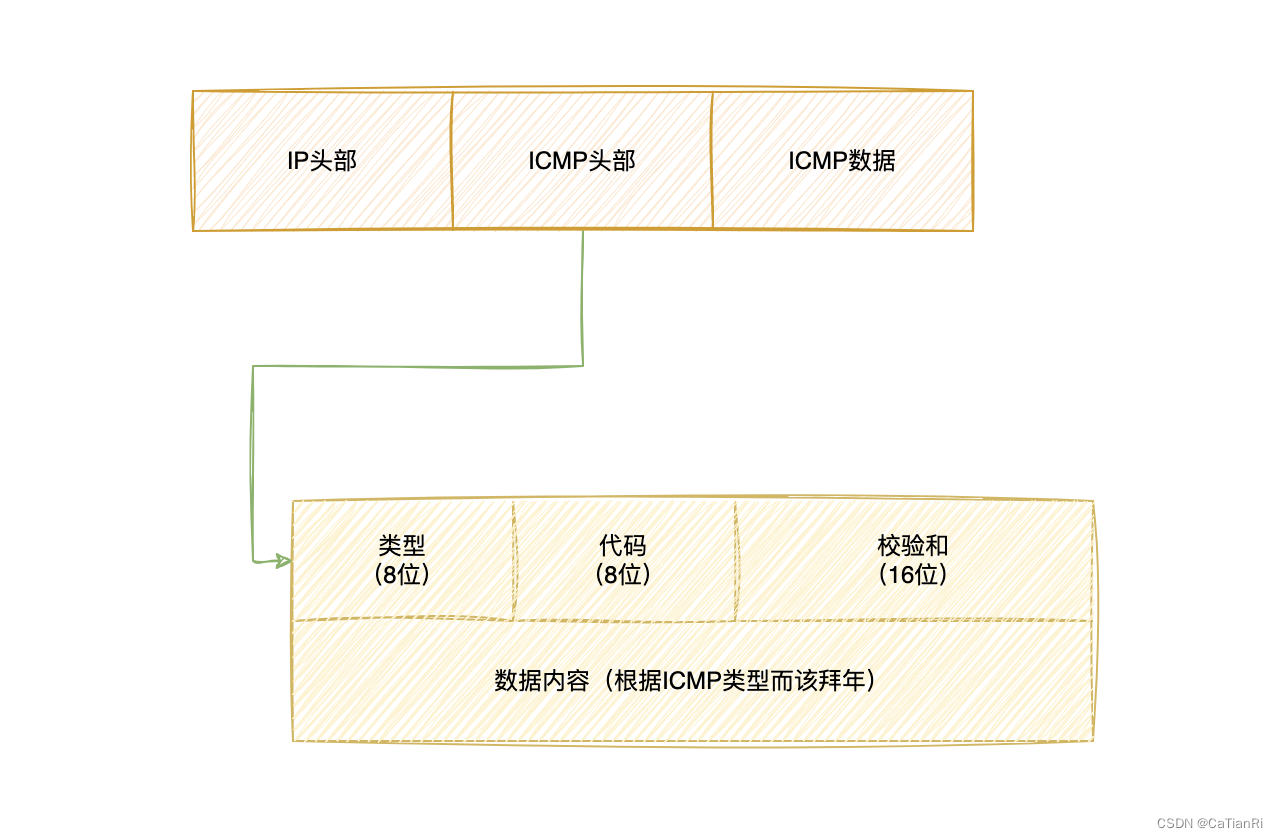 IP头部
ICMP头部
ICMP数据
类型
（8位）
代码
（8位）
校验和
（16位）
数据内容（根据ICMP类型而该拜年）
CSDN @CaTianRi